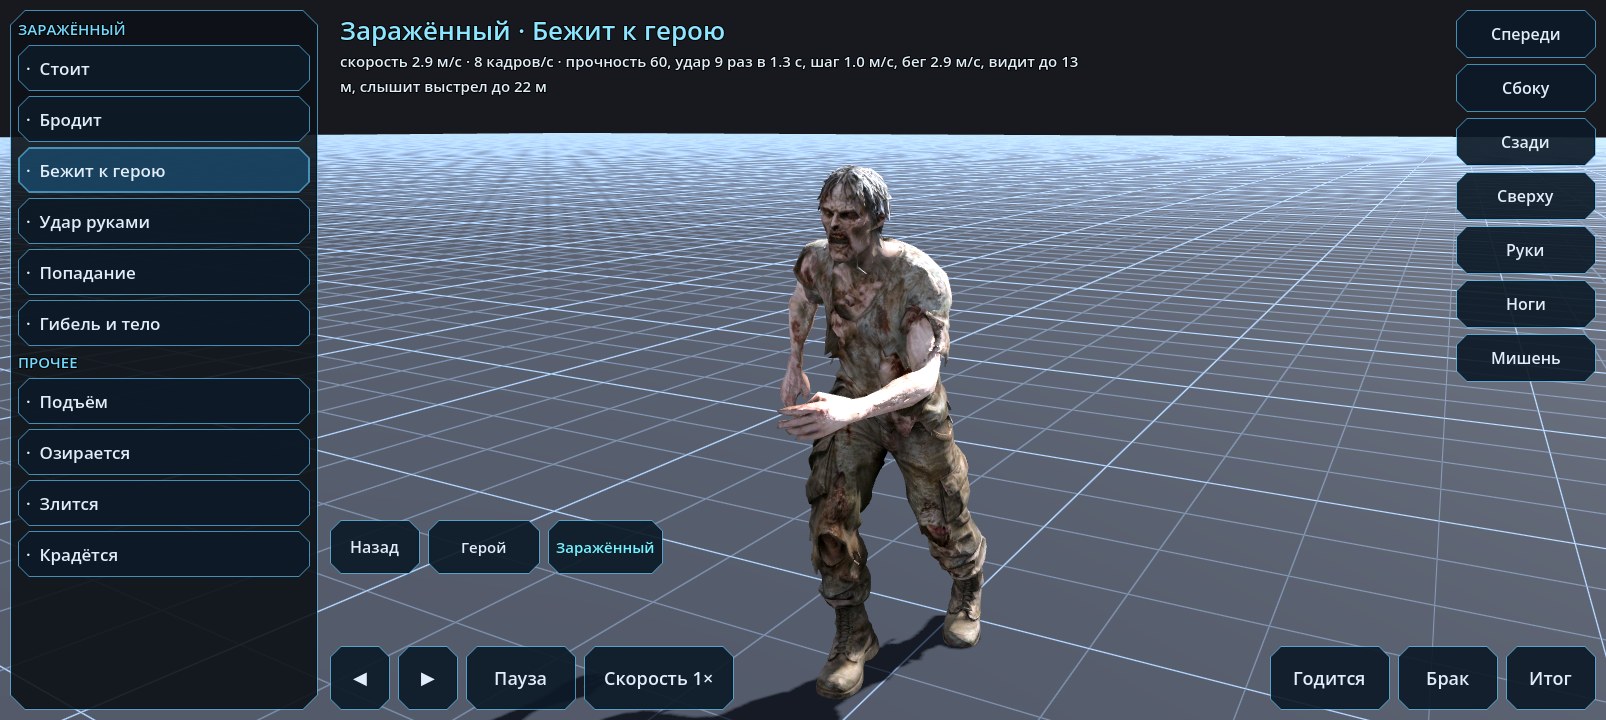 ЗАРАЖЁННЫЙ
· Стоит
· Бродит
· Бежит к герою
· Удар руками
· Попадание
· Гибель и тело
ПРОЧЕЕ
· Подъём
· Озирается
· Злится
· Крадётся
Заражённый · Бежит к герою
скорость 2.9 м/с · 8 кадров/с · прочность 60, удар 9 раз в 1.3 с, шаг 1.0 м/с, бег 2.9 м/с, видит до 13
м, слышит выстрел до 22 м
Спереди
Сбоку
Сзади
Сверху
Руки
Ноги
Мишень
Назад
Герой
Заражённый
◀
▶
Пауза
Скорость 1×
Годится
Брак
Итог